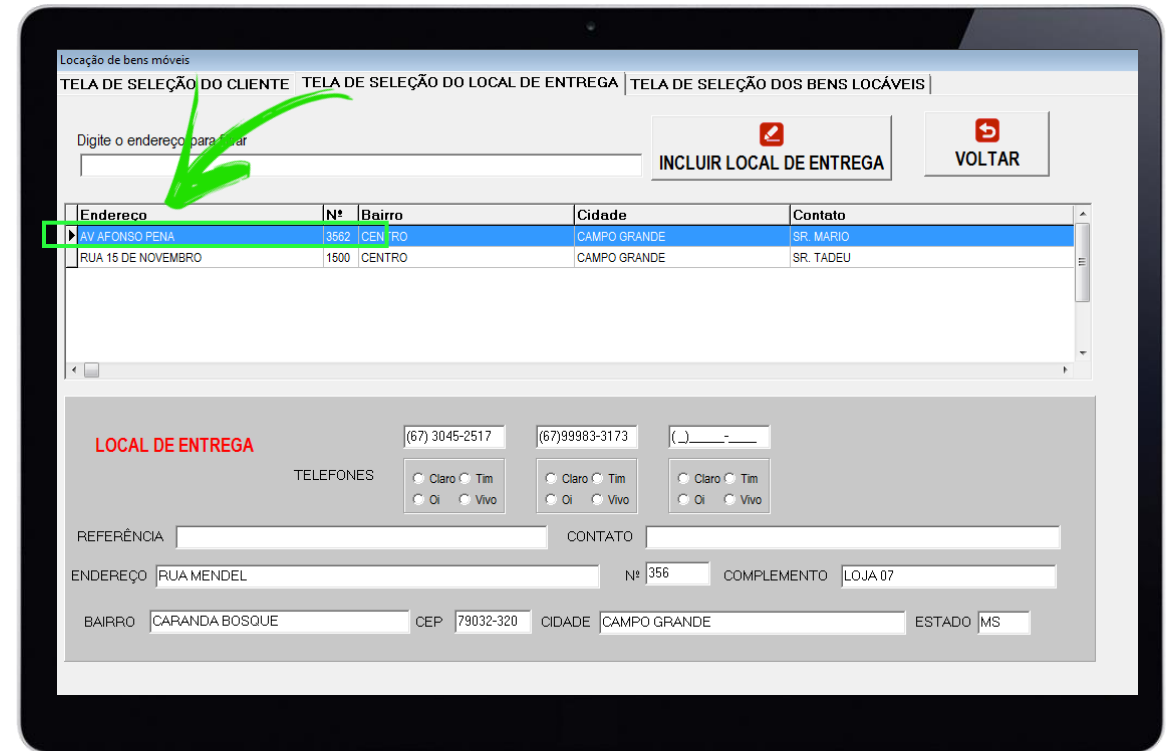 Locação de bens móveis
TELA DE SELEÇÃO DO CLIENTE TELA DE SELEÇÃO DO LOCAL DE ENTREGA TELA DE SELEÇÃO DOS BENS LOCÁVEIS
Digite o endereço para
INCLUIR LOCAL DE ENTREGA
VOLTAR
Endereço Nº Bairro Cidade Contato
AV AFONSO PENA 3562 CENTRO CAMPO GRANDE SR. MARIO
RUA 15 DE NOVEMBRO 1500 CENTRO CAMPO GRANDE SR. TADEU
LOCAL DE ENTREGA
(67) 3045-2517 (67)99983-3173 (_)_____-____
TELEFONES
Claro Tim Claro Tim Claro Tim
Oi Vivo Oi Vivo Oi Vivo
REFERÊNCIA CONTATO
ENDEREÇO RUA MENDEL Nº 356 COMPLEMENTO LOJA 07
BAIRRO CARANDA BOSQUE CEP 79032-320 CIDADE CAMPO GRANDE ESTADO MS